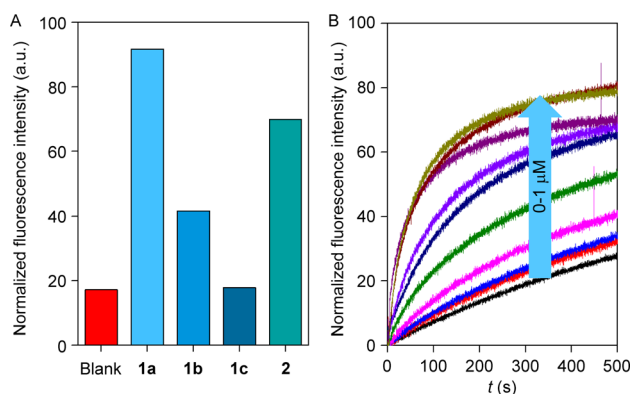 A
Normalized fluorescence intensity (a.u.)
100
80
60
40
20
0
Blank 1a 1b 1c 2
B
Normalized fluorescence intensity (a.u.)
100
80
60
40
20
0
0-1 μM
0 100 200 300 400 500
t (s)